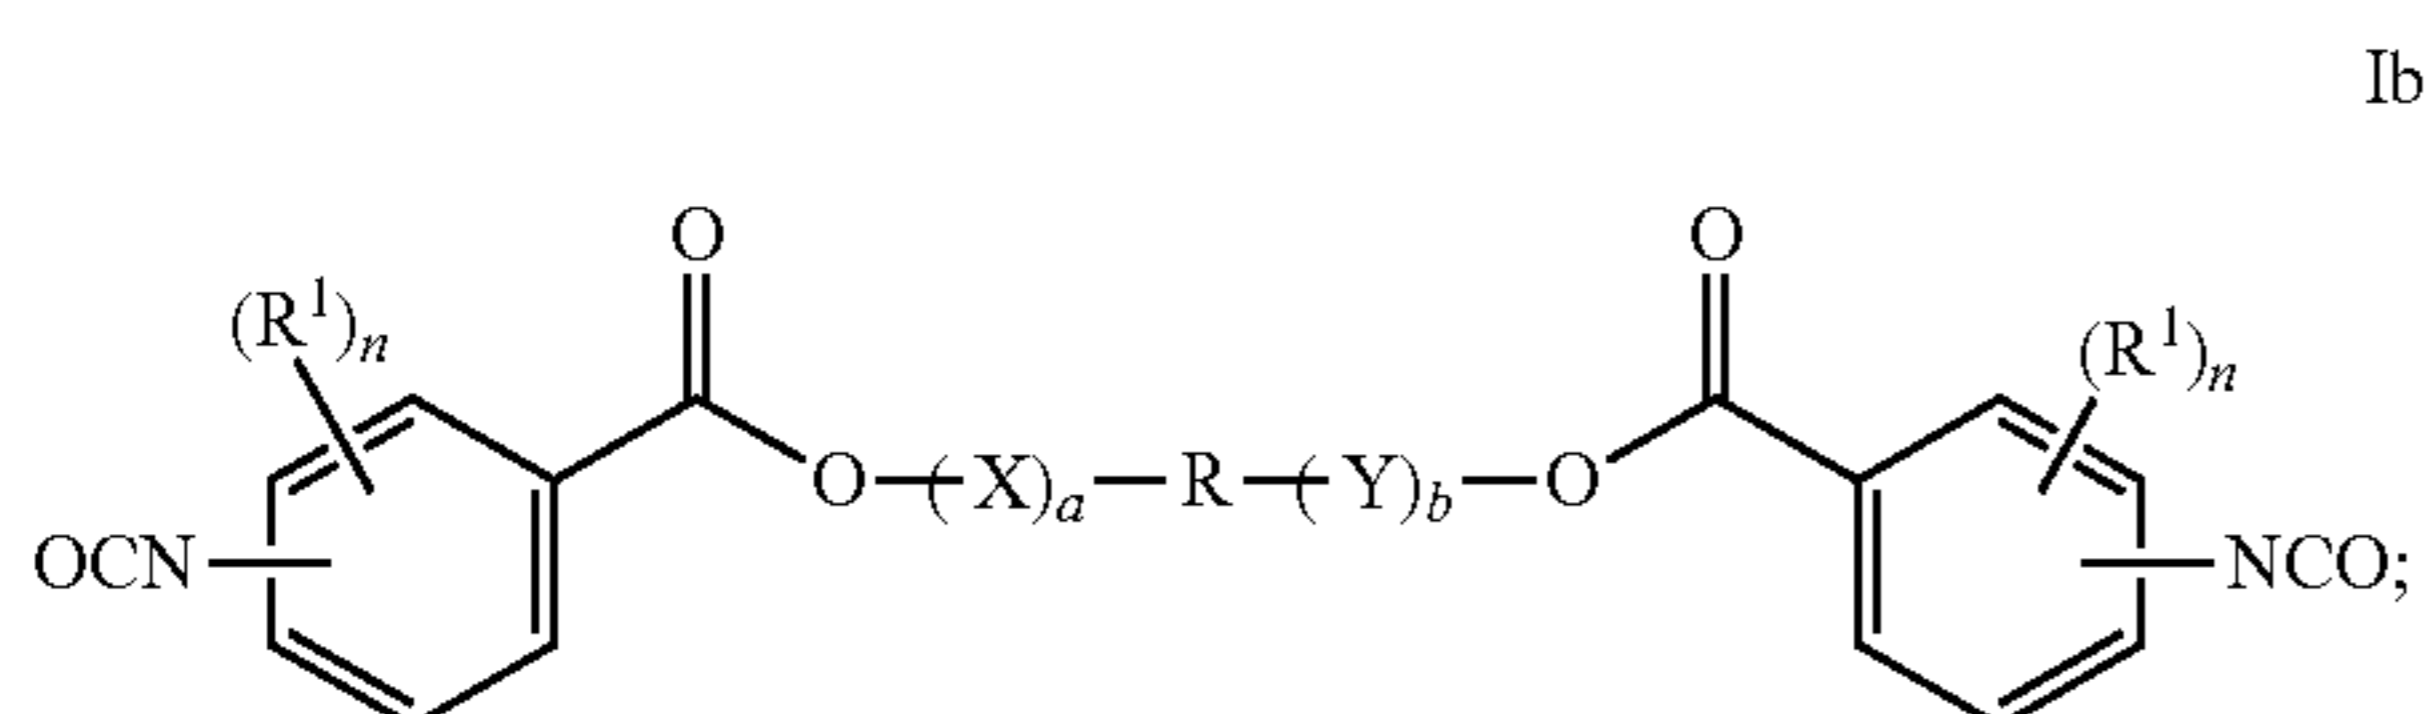 Ib
O O
(R¹)ₙ (R¹)ₙ
O—(X)ₐ—R—(Y)b—O
OCN NCO;